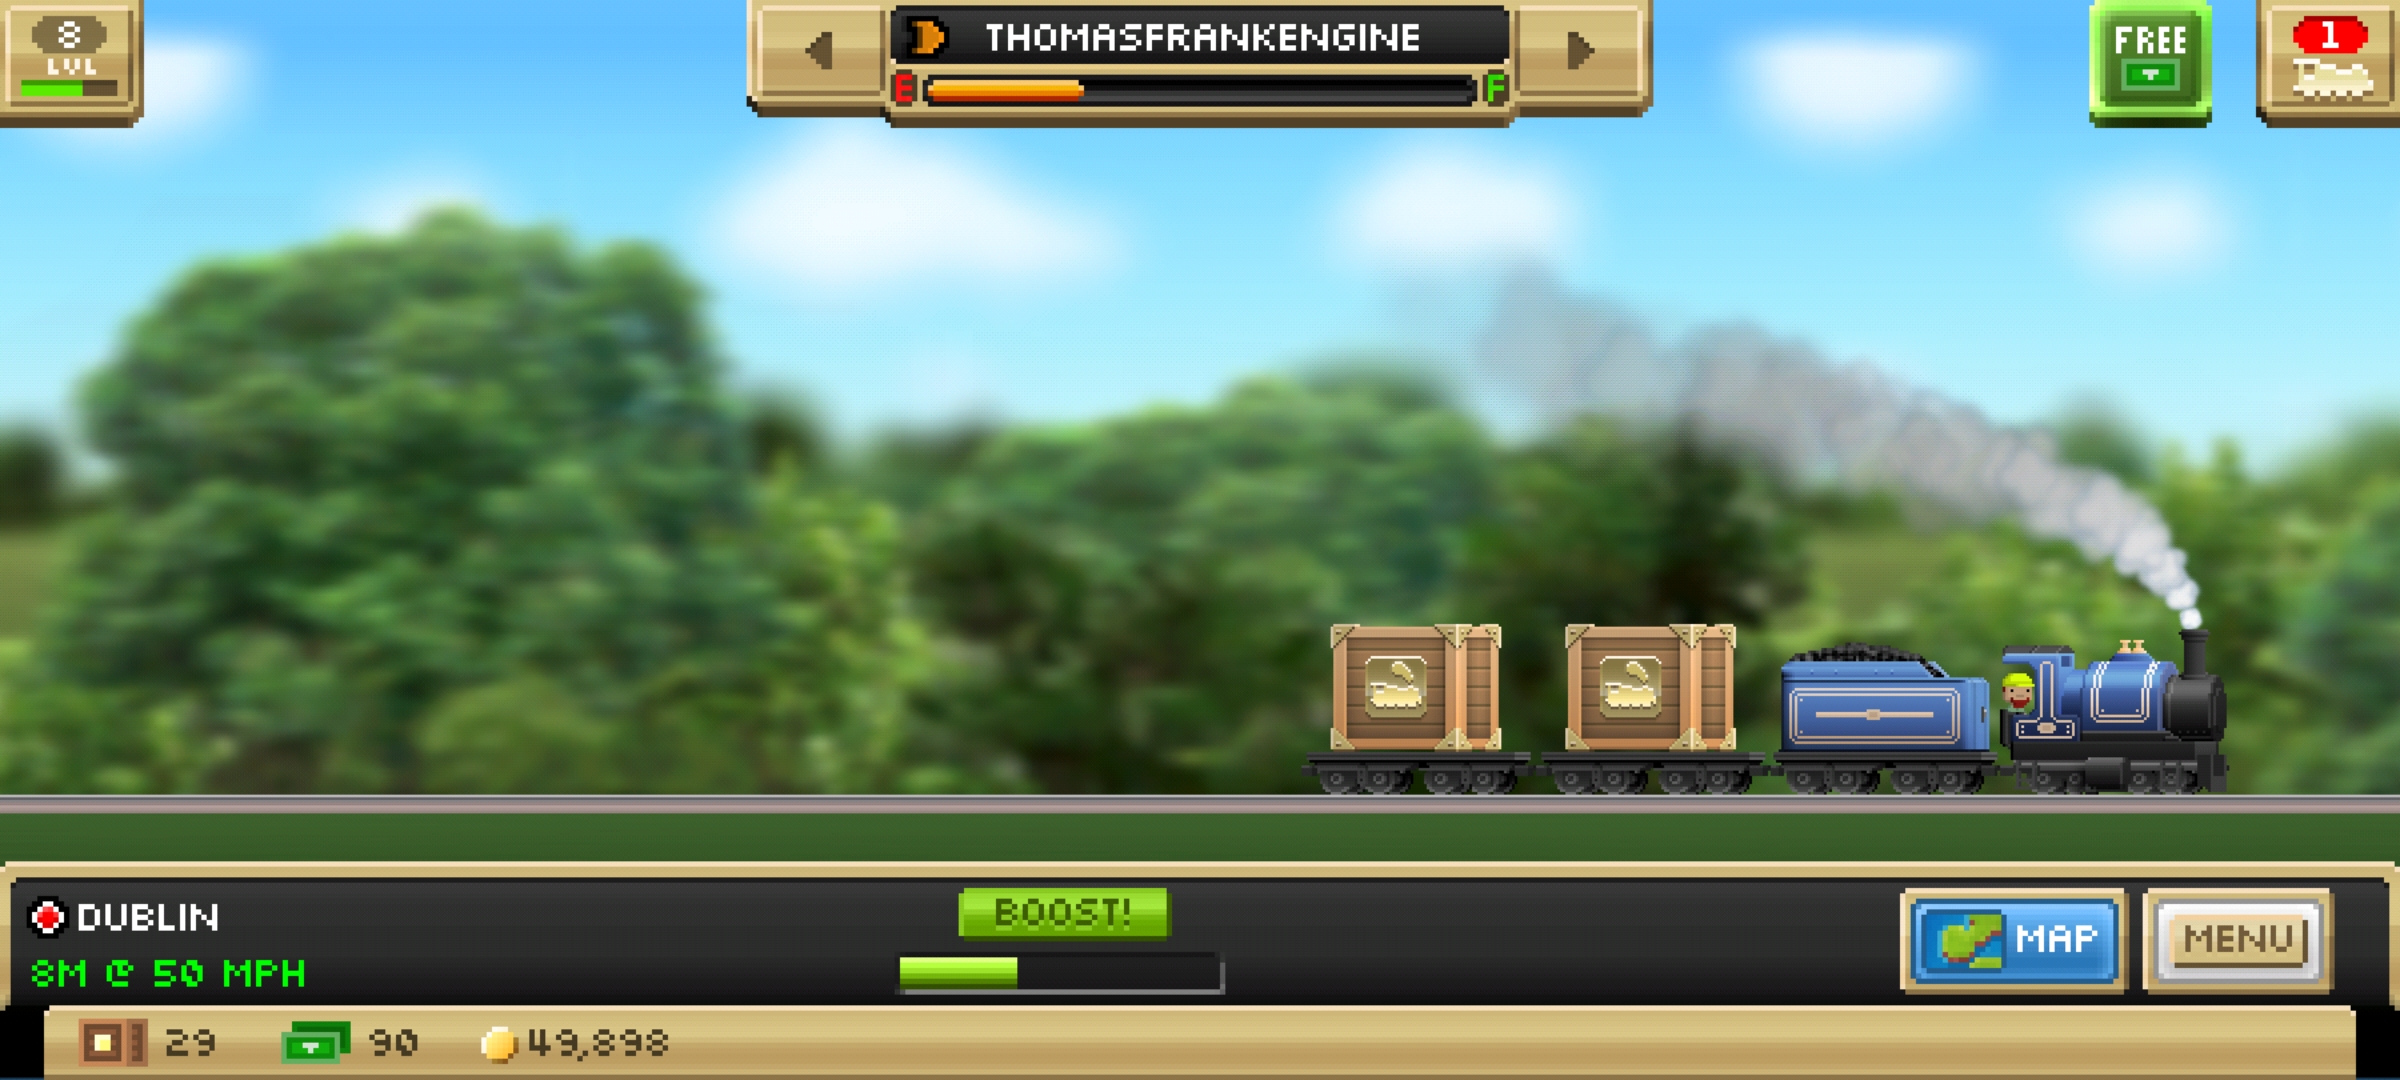 8
LVL
THOMASFRANKENGINE
E F
FREE
1
DUBLIN
8M @ 50 MPH
BOOST!
MAP
MENU
29 90 49,898